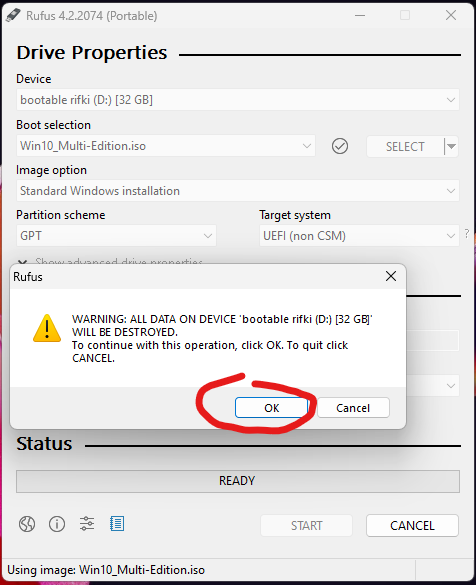 Rufus 4.2.2074 (Portable)
Drive Properties
Device
bootable rifki (D:) [32 GB]
Boot selection
Win10_Multi-Edition.iso
SELECT
Image option
Standard Windows installation
Partition scheme
Target system
GPT
UEFI (non CSM)
?
Show advanced drive properties
Rufus
WARNING: ALL DATA ON DEVICE 'bootable rifki (D:) [32 GB]'
WILL BE DESTROYED.
To continue with this operation, click OK. To quit click
CANCEL.
OK
Cancel
Status
READY
START
CANCEL
Using image: Win10_Multi-Edition.iso